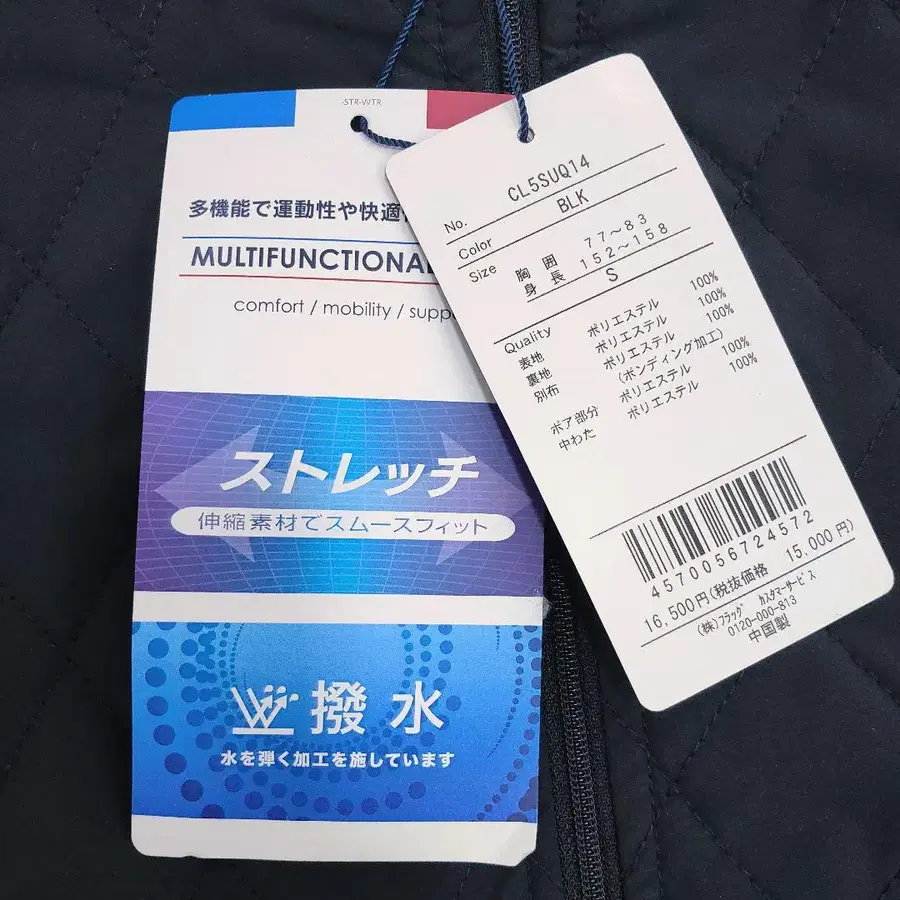 -STR-WTR
多機能で運動性や快適
MULTIFUNCTIONAL
comfort / mobility / supp
ストレッチ
伸縮素材でスムースフィット
撥水
水を弾く加工を施しています
No. CL5SUQ14
Color BLK
Size 胸囲 77～83
身長 152～158
S
Quality
表地 ポリエステル 100%
裏地 ポリエステル 100%
別布 ポリエステル 100%
(ボンディング加工)
ボア部分 ポリエステル 100%
中わた ポリエステル 100%
4570056724572
16,500円(税抜価格 15,000円)
(株)フラッグ カスタマーサービス
0120-000-813
中国製